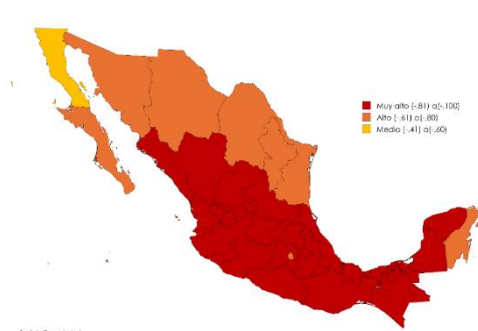 Muy alto (-.81) a(-.100)
Alto (-.61) a(-.80)
Medio (-.41) a(-.60)